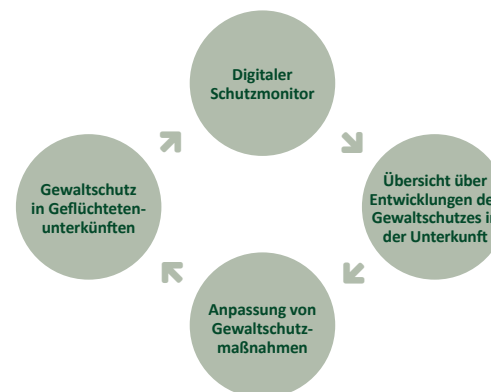 Digitaler
Schutzmonitor
Übersicht über
Entwicklungen de
Gewaltschutzes i
der Unterkunft
Anpassung von
Gewaltschutz-
maßnahmen
Gewaltschutz
in Geflüchteten-
unterkünften